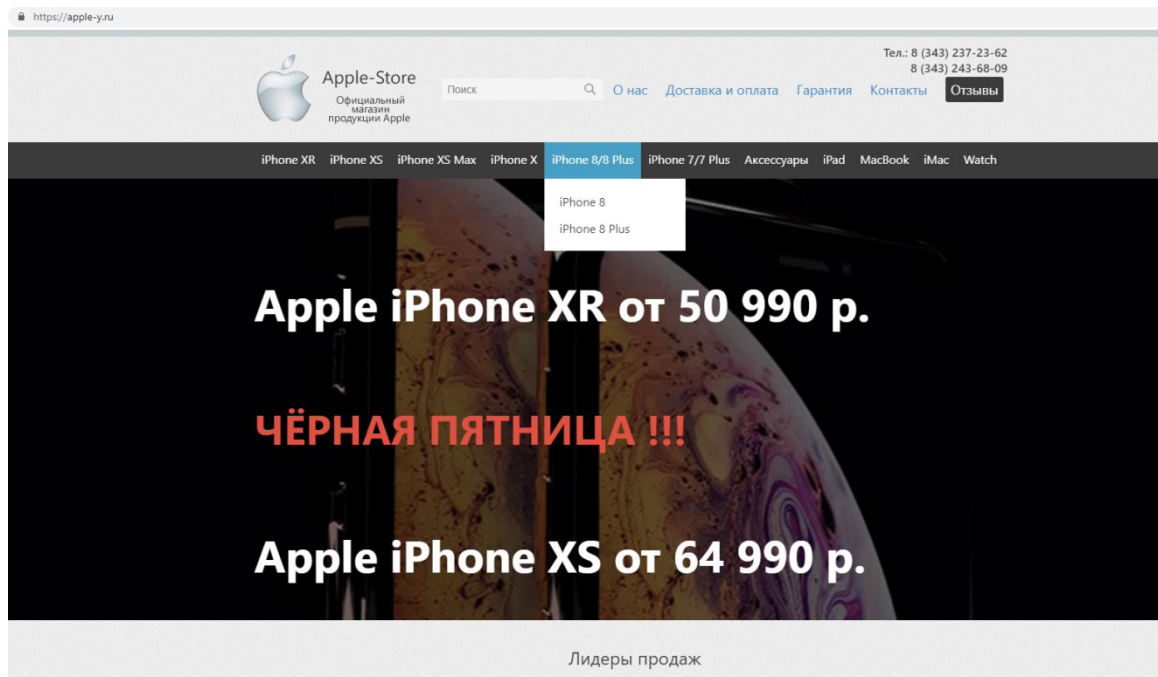 https://apple-y.ru
Тел.: 8 (343) 237-23-62
8 (343) 243-68-09
Apple-Store
Официальный
магазин
продукции Apple
Поиск
О нас Доставка и оплата Гарантия Контакты Отзывы
iPhone XR iPhone XS iPhone XS Max iPhone X iPhone 8/8 Plus iPhone 7/7 Plus Аксессуары iPad MacBook iMac Watch
iPhone 8
iPhone 8 Plus
Apple iPhone XR от 50 990 р.
ЧЁРНАЯ ПЯТНИЦА !!!
Apple iPhone XS от 64 990 р.
Лидеры продаж